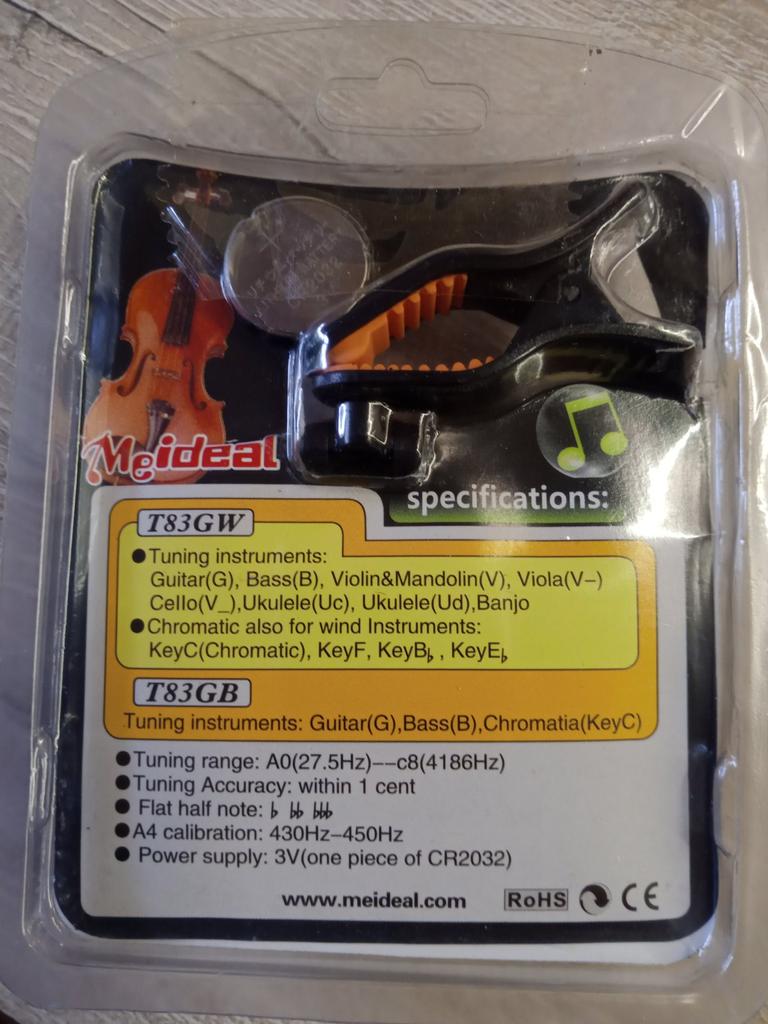 Meideal
specifications:
T83GW
●Tuning instruments:
Guitar(G), Bass(B), Violin&Mandolin(V), Viola(V-)
Cello(V_),Ukulele(Uc), Ukulele(Ud),Banjo
●Chromatic also for wind Instruments:
KeyC(Chromatic), KeyF, KeyB♭, KeyE♭
T83GB
Tuning instruments: Guitar(G),Bass(B),Chromatia(KeyC)
●Tuning range: A0(27.5Hz)--c8(4186Hz)
●Tuning Accuracy: within 1 cent
● Flat half note: ♭ ♭♭ ♭♭♭
●A4 calibration: 430Hz-450Hz
● Power supply: 3V(one piece of CR2032)
www.meideal.com RoHS CE